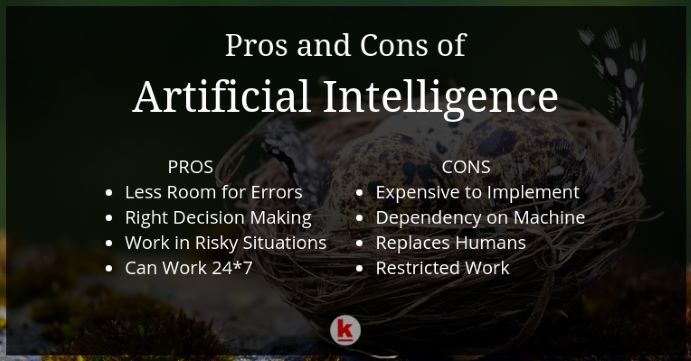 Pros and Cons of
Artificial Intelligence
PROS
• Less Room for Errors
• Right Decision Making
• Work in Risky Situations
• Can Work 24*7
CONS
• Expensive to Implement
• Dependency on Machine
• Replaces Humans
• Restricted Work
k